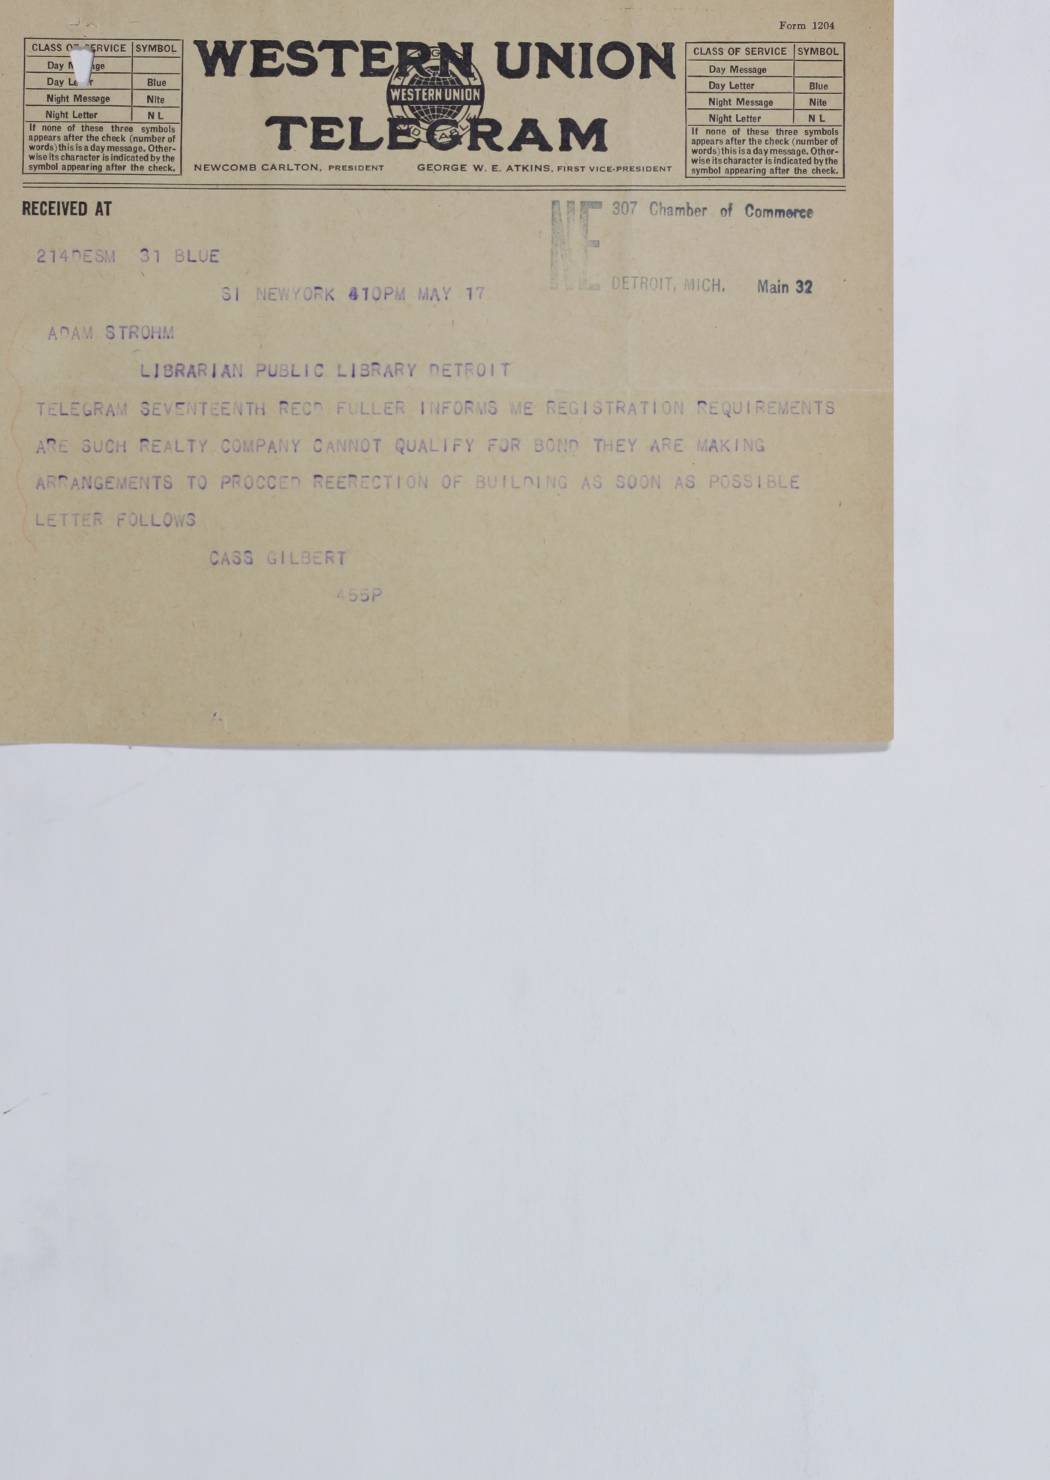 Form 1204
CLASS OF SERVICE SYMBOL
Day Message
Day Letter Blue
Night Message Nite
Night Letter N L
If none of these three symbols
appears after the check (number of
words) this is a day message. Other-
wise its character is indicated by the
symbol appearing after the check.
WESTERN UNION
WESTERN UNION
TELEGRAM
NEWCOMB CARLTON, PRESIDENT GEORGE W. E. ATKINS, FIRST VICE-PRESIDENT
CLASS OF SERVICE SYMBOL
Day Message
Day Letter Blue
Night Message Nite
Night Letter N L
If none of these three symbols
appears after the check (number of
words) this is a day message. Other-
wise its character is indicated by the
symbol appearing after the check.
RECEIVED AT
NE 307 Chamber of Commerce
DETROIT, MICH. Main 32
214DESM 31 BLUE
SI NEWYORK 410PM MAY 17
ADAM STROHM
LIBRARIAN PUBLIC LIBRARY DETROIT
TELEGRAM SEVENTEENTH RECD FULLER INFORMS ME REGISTRATION REQUIREMENTS
ARE SUCH REALTY COMPANY CANNOT QUALIFY FOR BOND THEY ARE MAKING
ARRANGEMENTS TO PROCCED REERECTION OF BUILDING AS SOON AS POSSIBLE
LETTER FOLLOWS
CASS GILBERT
455P